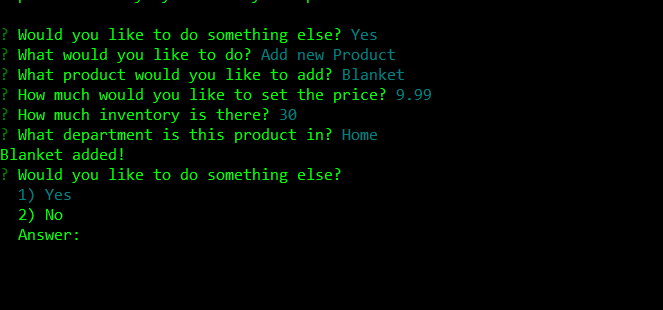 ? Would you like to do something else? Yes
? What would you like to do? Add new Product
? What product would you like to add? Blanket
? How much would you like to set the price? 9.99
? How much inventory is there? 30
? What department is this product in? Home
Blanket added!
? Would you like to do something else?
1) Yes
2) No
Answer: